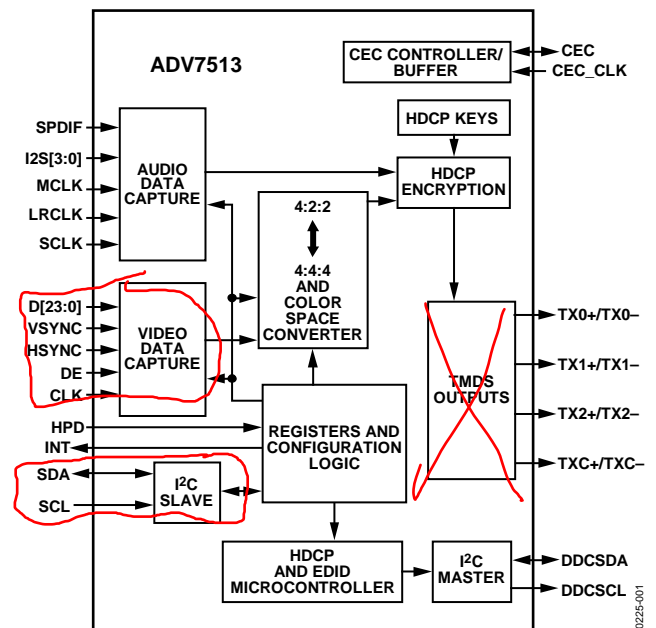 ADV7513
CEC CONTROLLER/
BUFFER
CEC
CEC_CLK
HDCP KEYS
HDCP
ENCRYPTION
SPDIF
I2S[3:0]
MCLK
LRCLK
SCLK
AUDIO
DATA
CAPTURE
4:2:2
4:4:4
AND
COLOR
SPACE
CONVERTER
D[23:0]
VSYNC
HSYNC
DE
CLK
VIDEO
DATA
CAPTURE
TMDS
OUTPUTS
TX0+/TX0–
TX1+/TX1–
TX2+/TX2–
TXC+/TXC–
HPD
INT
REGISTERS AND
CONFIGURATION
LOGIC
SDA
SCL
I2C
SLAVE
HDCP
AND EDID
MICROCONTROLLER
I2C
MASTER
DDCSDA
DDCSCL
0225-001